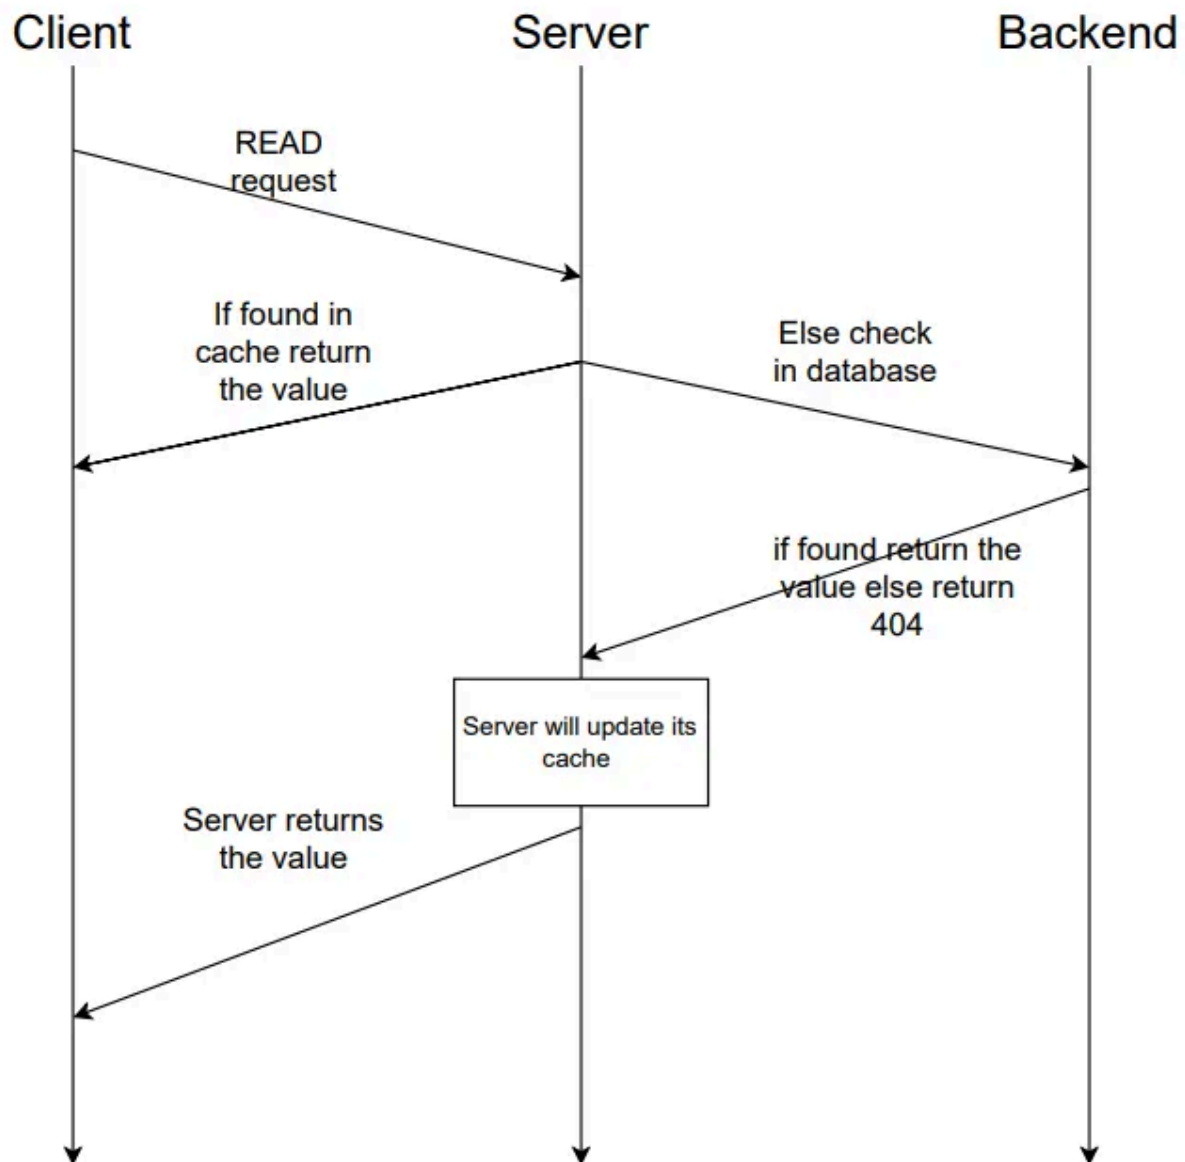 Client
Server
Backend
READ
request
If found in
cache return
the value
Else check
in database
if found return the
value else return
404
Server will update its
cache
Server returns
the value